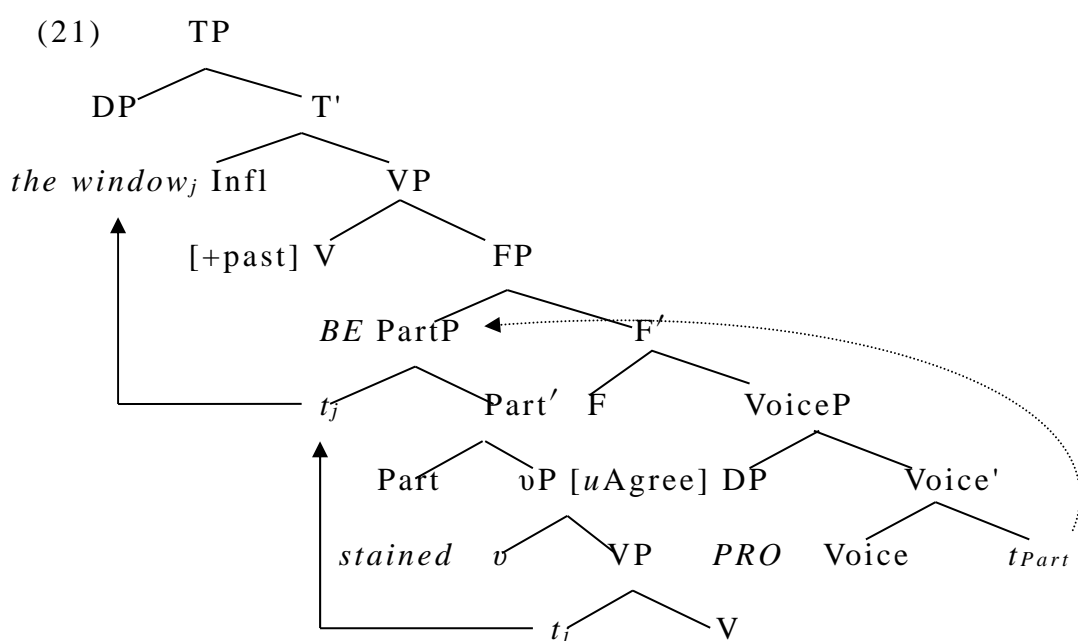 (21) TP
DP T'
the windowj Infl VP
[+past] V FP
BE PartP F′
tj Part′ F VoiceP
Part υP [uAgree] DP Voice'
stained υ VP PRO Voice tPart
tj V